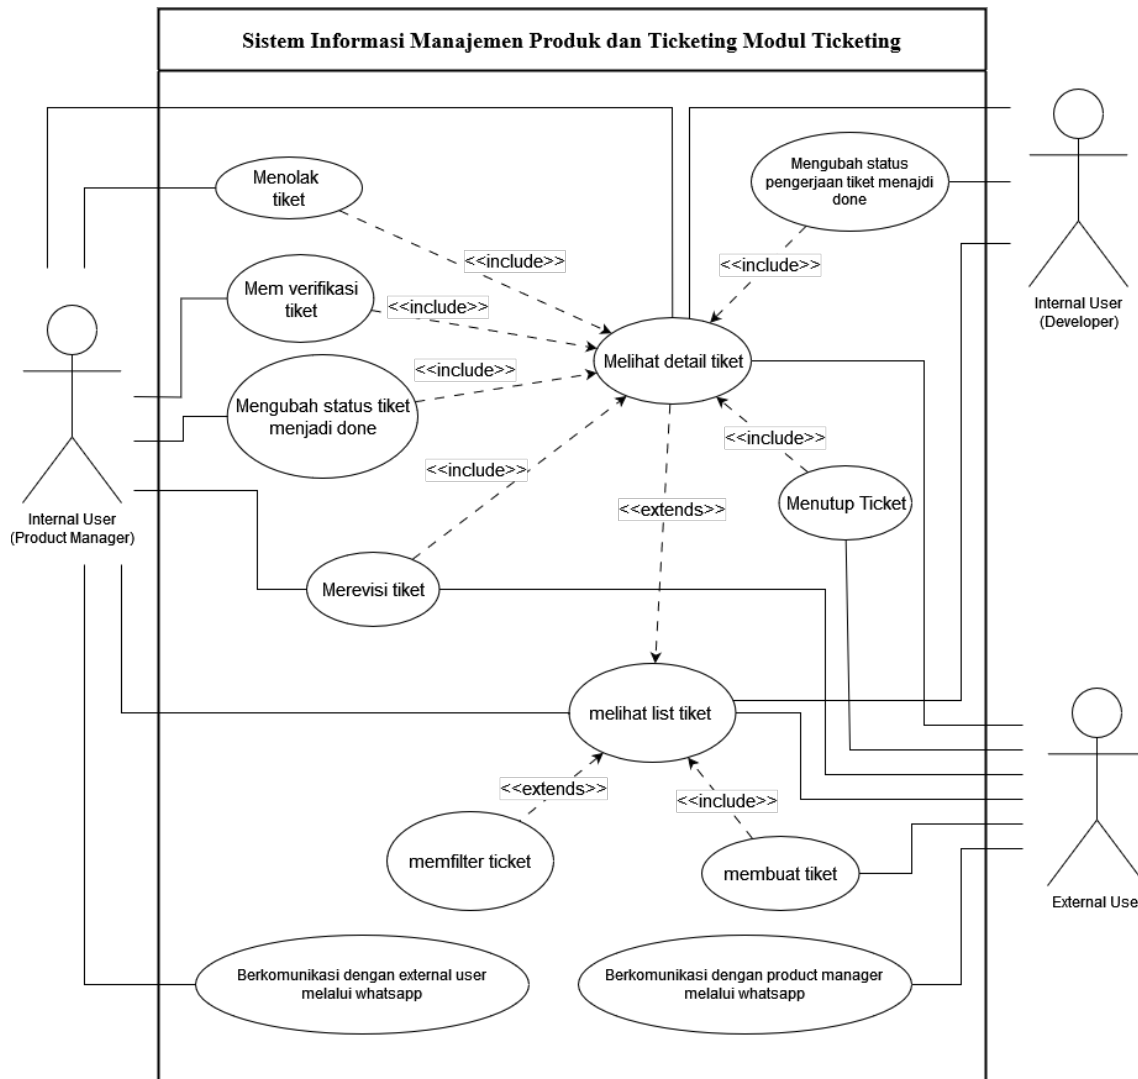 Sistem Informasi Manajemen Produk dan Ticketing Modul Ticketing
Menolak
tiket
Mengubah status
pengerjaan tiket menajdi
done
<<include>>
<<include>>
Mem verifikasi
tiket
<<include>>
Internal User
(Developer)
Melihat detail tiket
<<include>>
Mengubah status tiket
menjadi done
<<include>>
<<include>>
<<extends>>
Menutup Ticket
Internal User
(Product Manager)
Merevisi tiket
melihat list tiket
<<extends>>
<<include>>
memfilter ticket
membuat tiket
External Use
Berkomunikasi dengan external user
melalui whatsapp
Berkomunikasi dengan product manager
melalui whatsapp